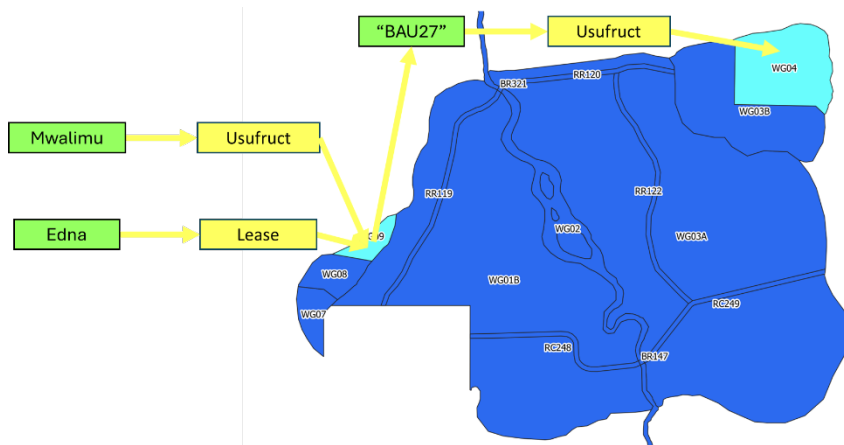 “BAU27”
Usufruct
WG04
RR120
BR321
WG03B
Mwalimu
Usufruct
RR119
RR122
Edna
Lease
WG02
WG03A
WG08
WG01B
RC249
WG07
RC248
BR147